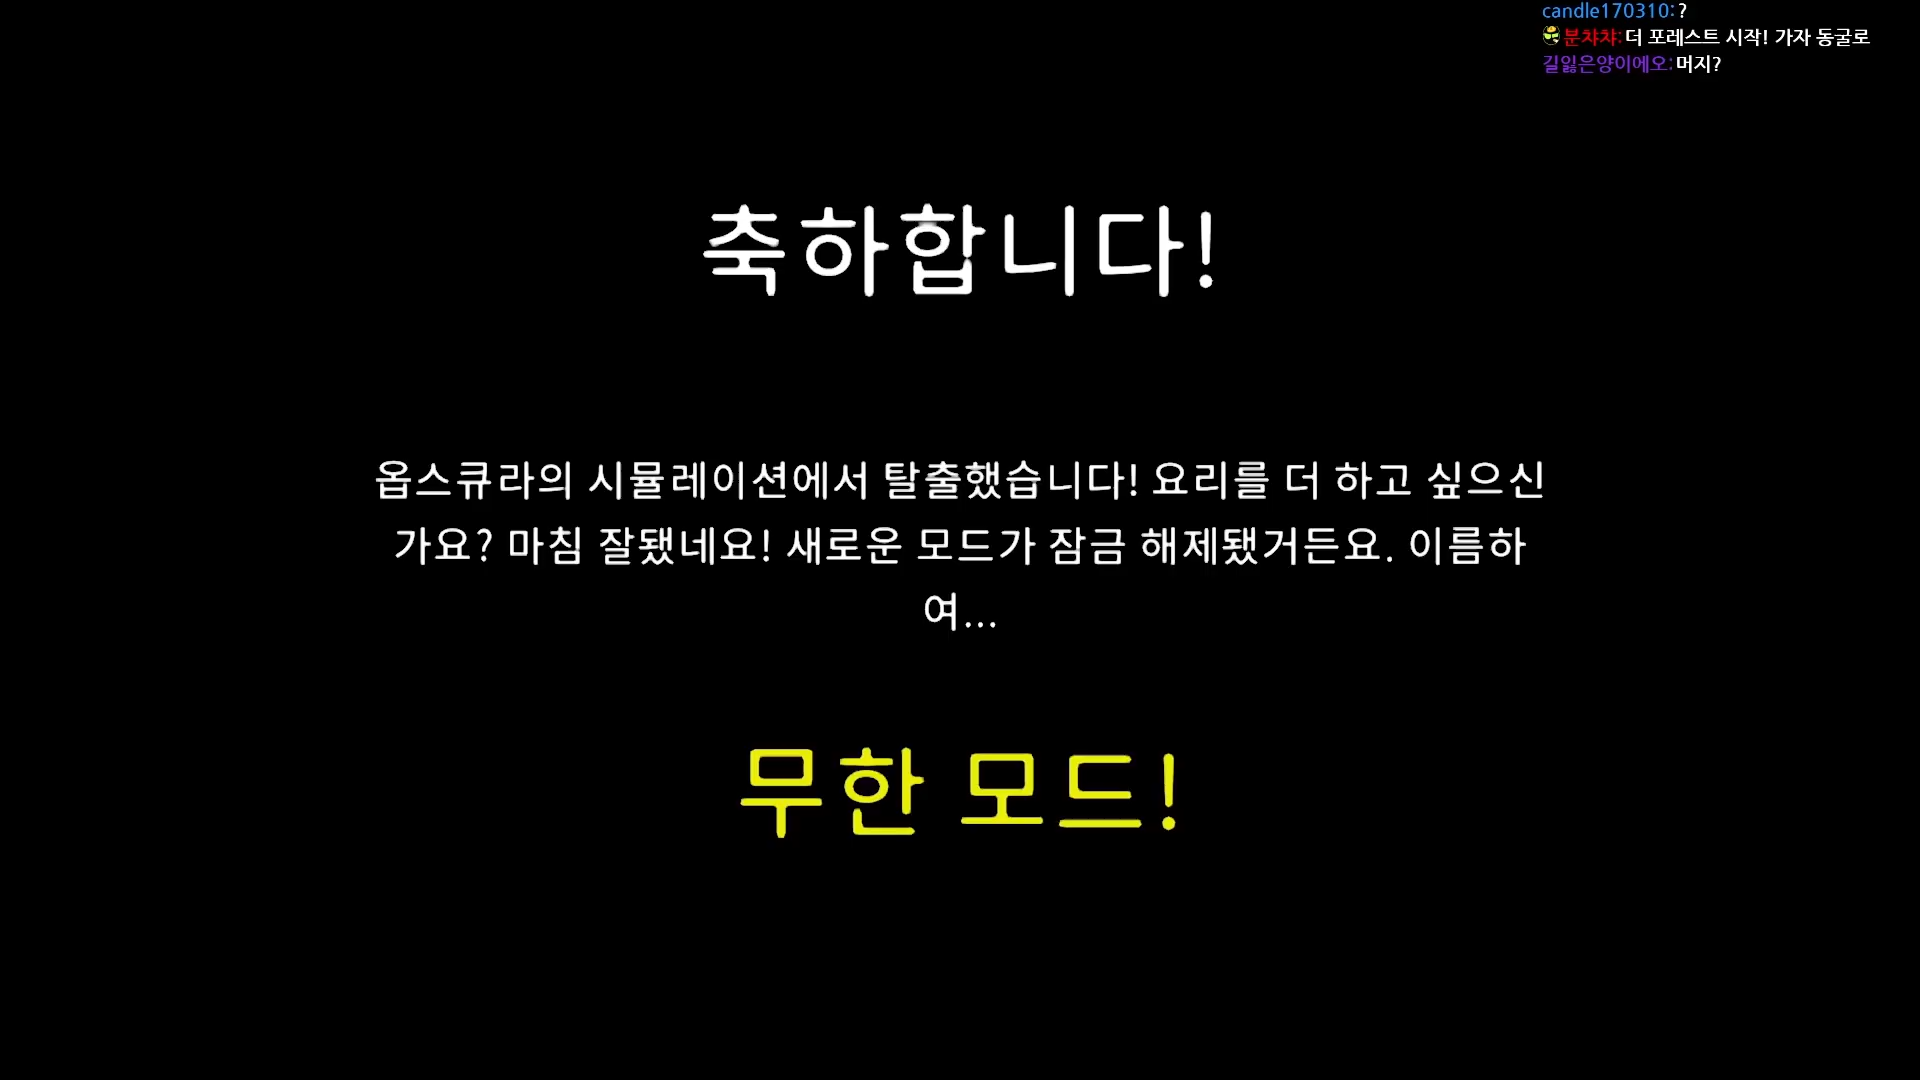 candle170310: ?
분챠챠: 더 포레스트 시작! 가자 동굴로
길잃은양이에오: 머지?
축하합니다!
옵스큐라의 시뮬레이션에서 탈출했습니다! 요리를 더 하고 싶으신
가요? 마침 잘됐네요! 새로운 모드가 잠금 해제됐거든요. 이름하
여...
무한 모드!